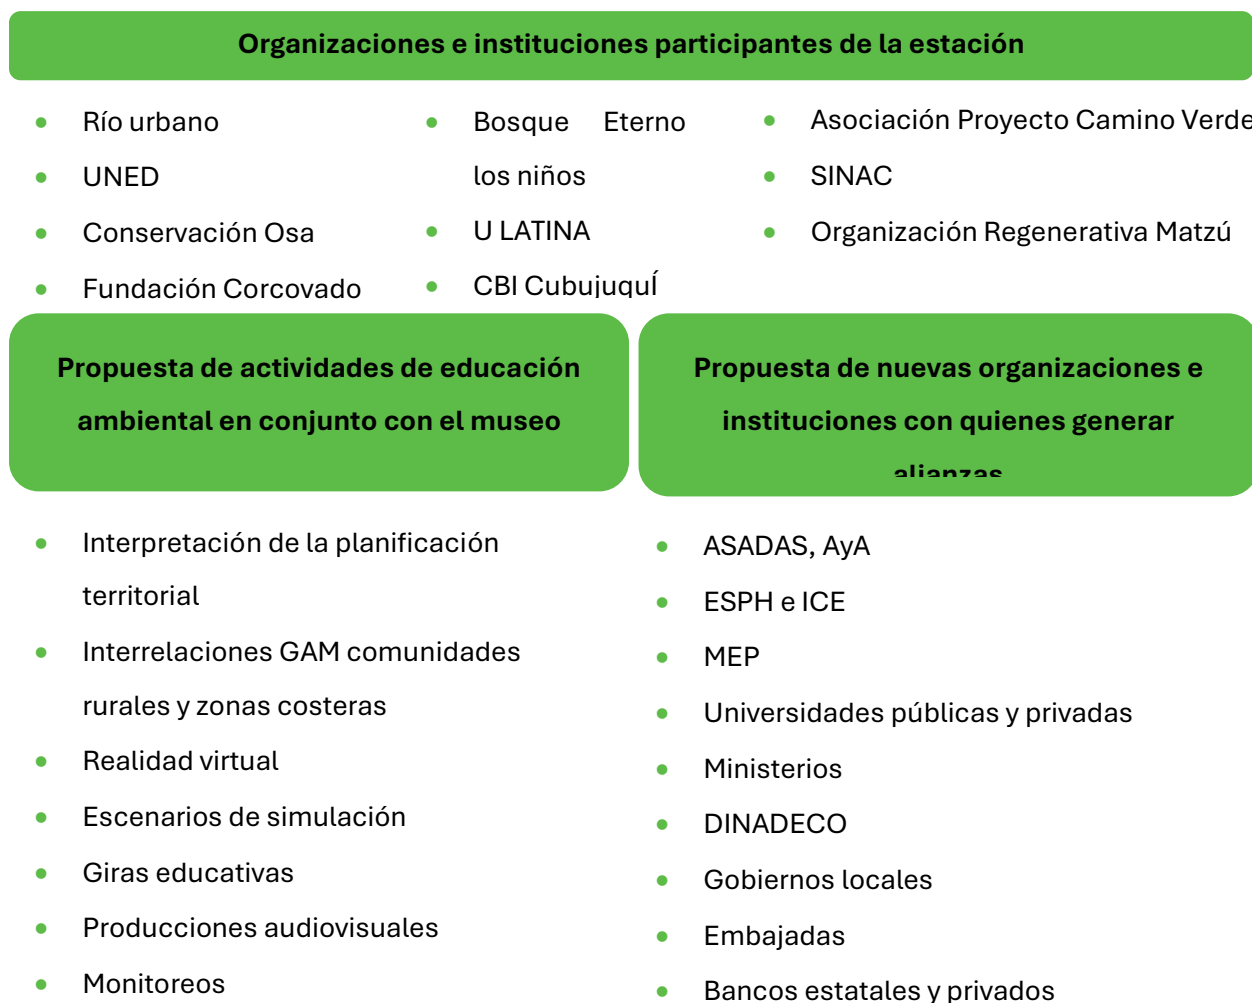 Organizaciones e instituciones participantes de la estación
• Río urbano
• UNED
• Conservación Osa
• Fundación Corcovado
• Bosque Eterno
los niños
• U LATINA
• CBI CubujuquÍ
• Asociación Proyecto Camino Verde
• SINAC
• Organización Regenerativa Matzú
Propuesta de actividades de educación
ambiental en conjunto con el museo
• Interpretación de la planificación
territorial
• Interrelaciones GAM comunidades
rurales y zonas costeras
• Realidad virtual
• Escenarios de simulación
• Giras educativas
• Producciones audiovisuales
• Monitoreos
Propuesta de nuevas organizaciones e
instituciones con quienes generar
alianzas
• ASADAS, AyA
• ESPH e ICE
• MEP
• Universidades públicas y privadas
• Ministerios
• DINADECO
• Gobiernos locales
• Embajadas
• Bancos estatales y privados